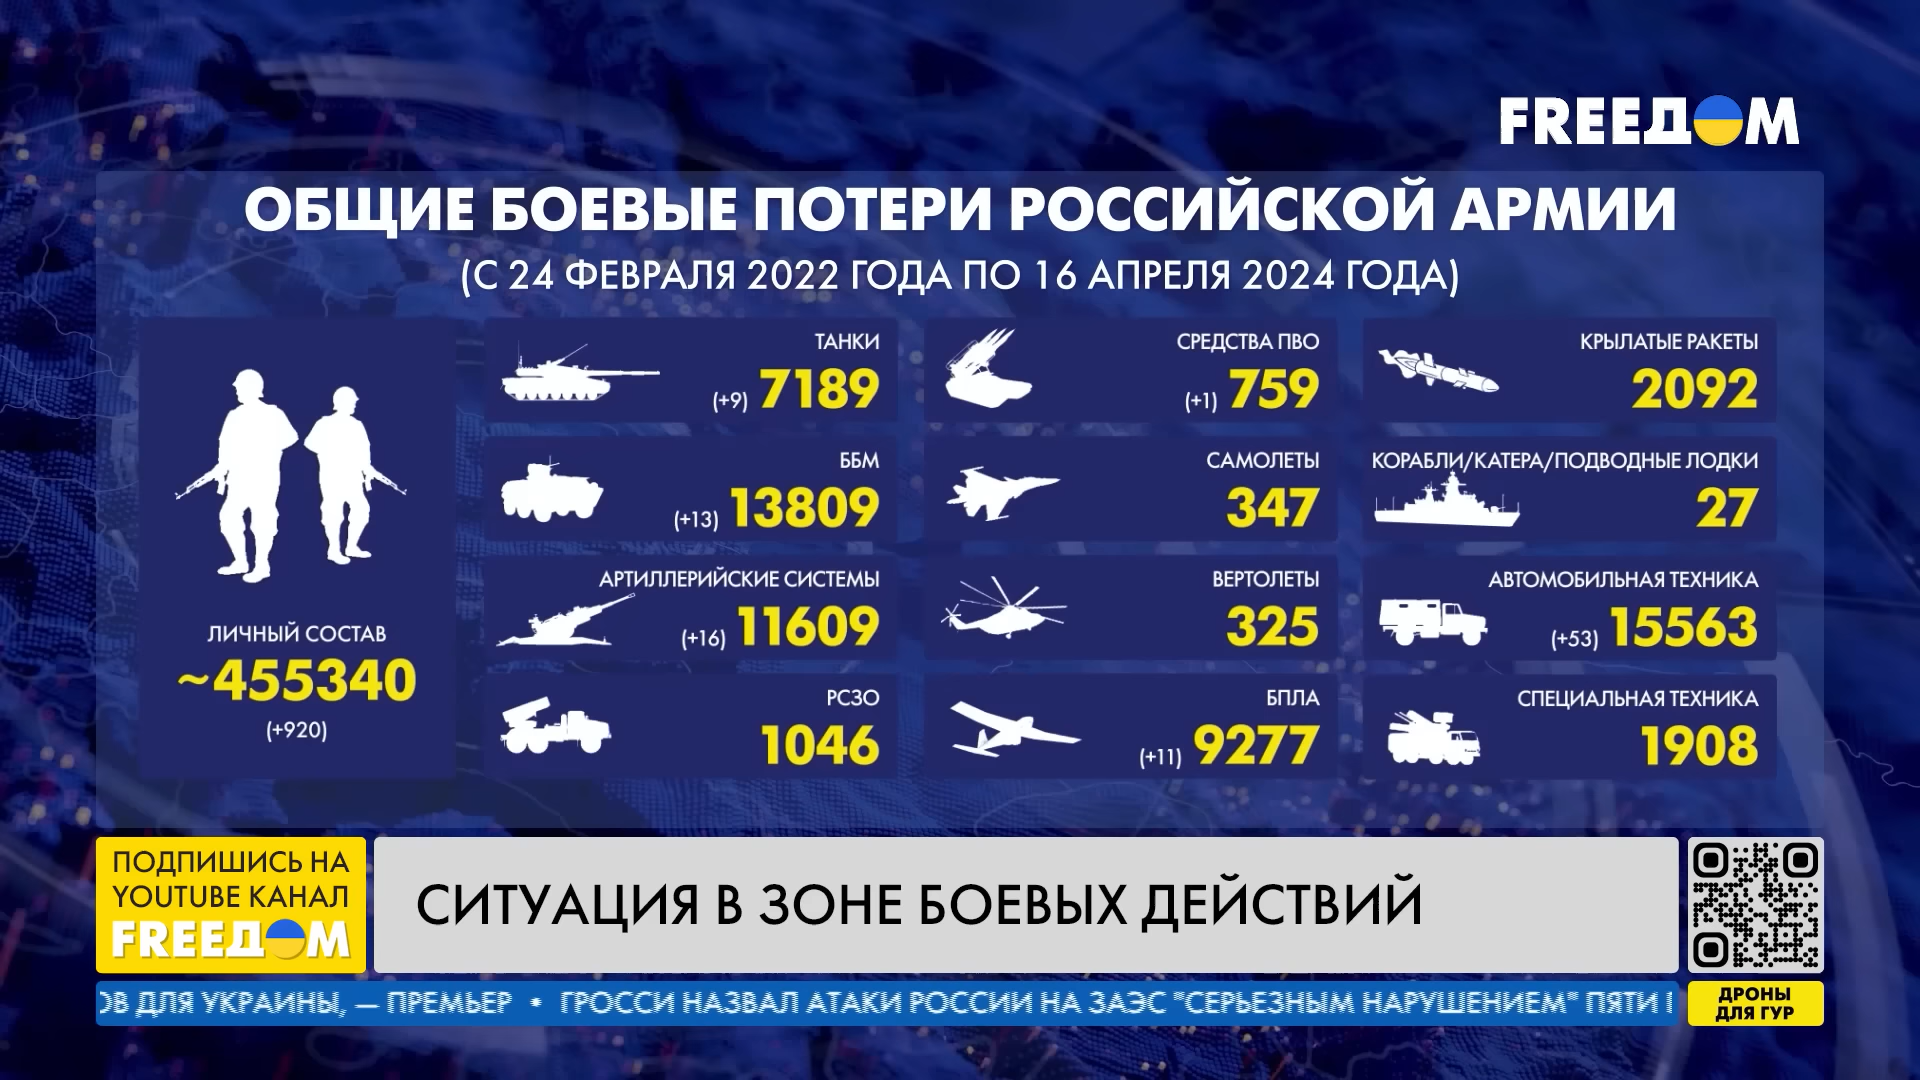 FREEДOM
ОБЩИЕ БОЕВЫЕ ПОТЕРИ РОССИЙСКОЙ АРМИИ
(С 24 ФЕВРАЛЯ 2022 ГОДА ПО 16 АПРЕЛЯ 2024 ГОДА)
ЛИЧНЫЙ СОСТАВ
~455340
(+920)
ТАНКИ
(+9) 7189
ББМ
(+13) 13809
АРТИЛЛЕРИЙСКИЕ СИСТЕМЫ
(+16) 11609
РСЗО
1046
СРЕДСТВА ПВО
(+1) 759
САМОЛЕТЫ
347
ВЕРТОЛЕТЫ
325
БПЛА
(+11) 9277
КРЫЛАТЫЕ РАКЕТЫ
2092
КОРАБЛИ/КАТЕРА/ПОДВОДНЫЕ ЛОДКИ
27
АВТОМОБИЛЬНАЯ ТЕХНИКА
(+53) 15563
СПЕЦИАЛЬНАЯ ТЕХНИКА
1908
ПОДПИШИСЬ НА
YOUTUBE КАНАЛ
FREEДOM
СИТУАЦИЯ В ЗОНЕ БОЕВЫХ ДЕЙСТВИЙ
ДЛЯ УКРАИНЫ, — ПРЕМЬЕР • ГРОССИ НАЗВАЛ АТАКИ РОССИИ НА ЗАЭС "СЕРЬЕЗНЫМ НАРУШЕНИЕМ" ПЯТИ
ДРОНЫ
ДЛЯ ГУР